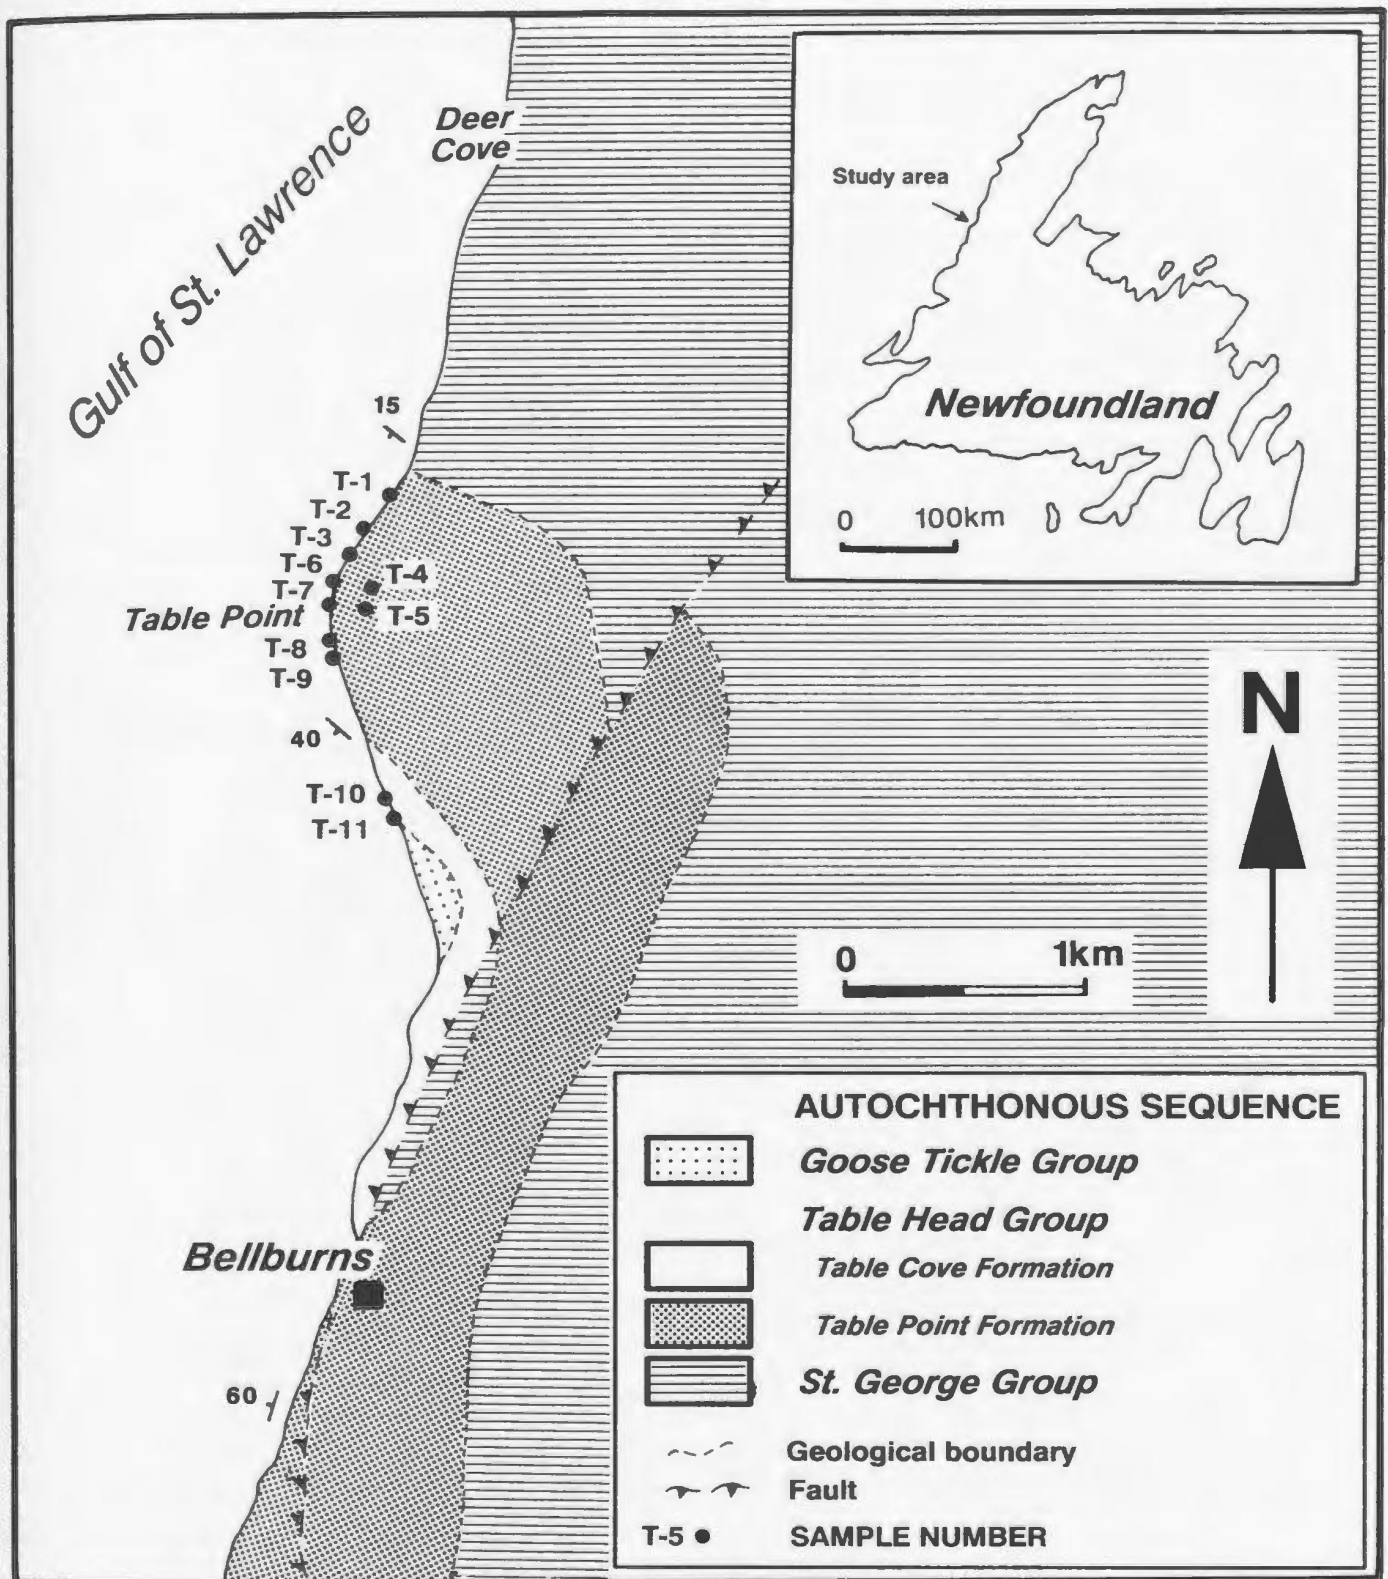 Deer
Cove
Gulf of St. Lawrence
Study area
Newfoundland
0 100km
15
T-1
T-2
T-3
T-6
T-4
T-7
T-5
Table Point
T-8
T-9
40
T-10
T-11
N
0 1km
Bellburns
60
AUTOCHTHONOUS SEQUENCE
Goose Tickle Group
Table Head Group
Table Cove Formation
Table Point Formation
St. George Group
Geological boundary
Fault
T-5 SAMPLE NUMBER